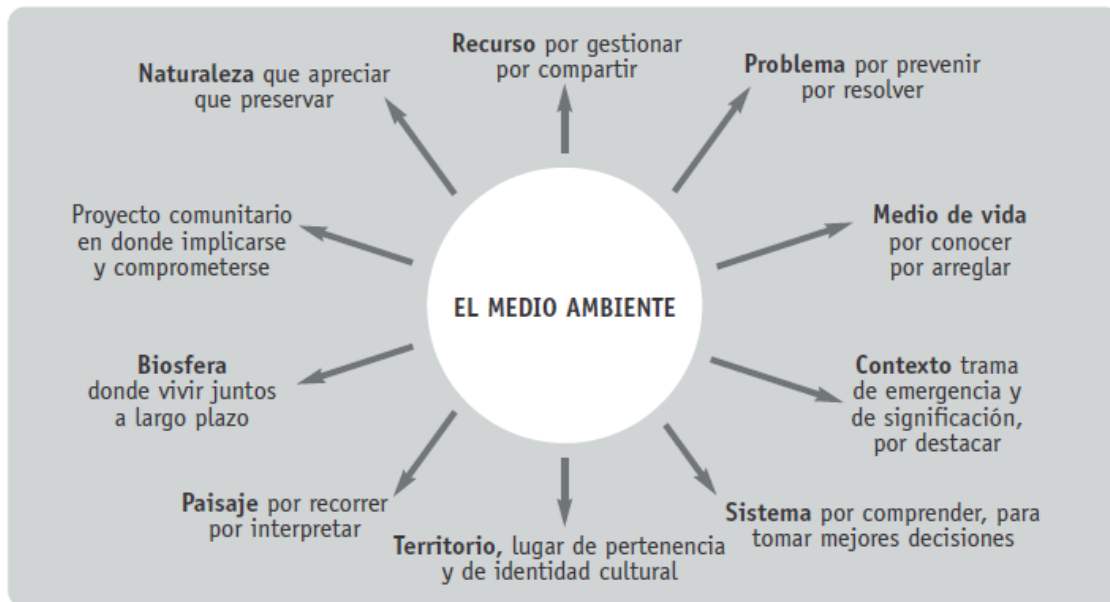 Recurso por gestionar
por compartir
Naturaleza que apreciar
que preservar
Problema por prevenir
por resolver
Proyecto comunitario
en donde implicarse
y comprometerse
Medio de vida
por conocer
por arreglar
EL MEDIO AMBIENTE
Biosfera
donde vivir juntos
a largo plazo
Contexto trama
de emergencia y
de significación,
por destacar
Paisaje por recorrer
por interpretar
Territorio, lugar de pertenencia
y de identidad cultural
Sistema por comprender, para
tomar mejores decisiones